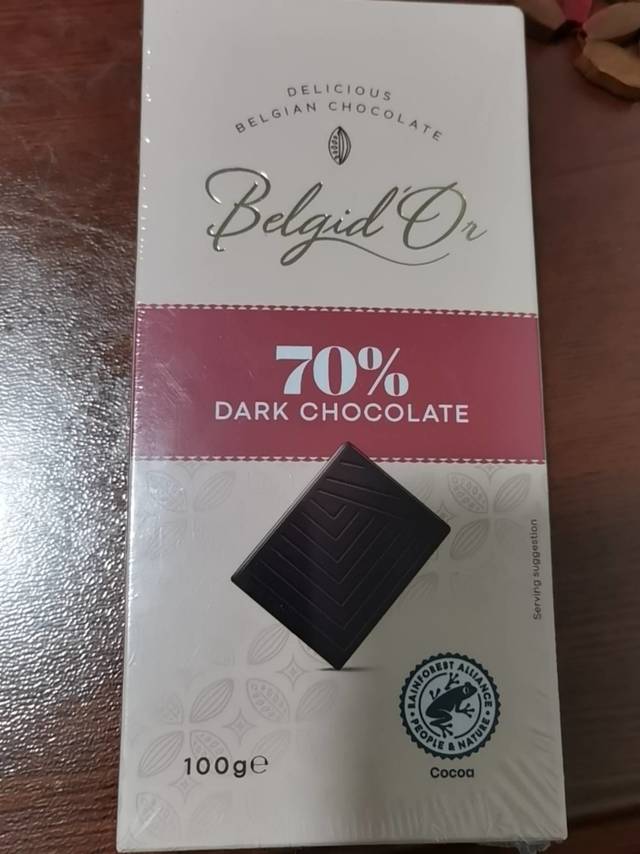 DELICIOUS
BELGIAN CHOCOLATE
Belgid'Or
70%
DARK CHOCOLATE
Serving suggestion
RAINFOREST ALLIANCE
PEOPLE & NATURE
100g℮
Cocoa